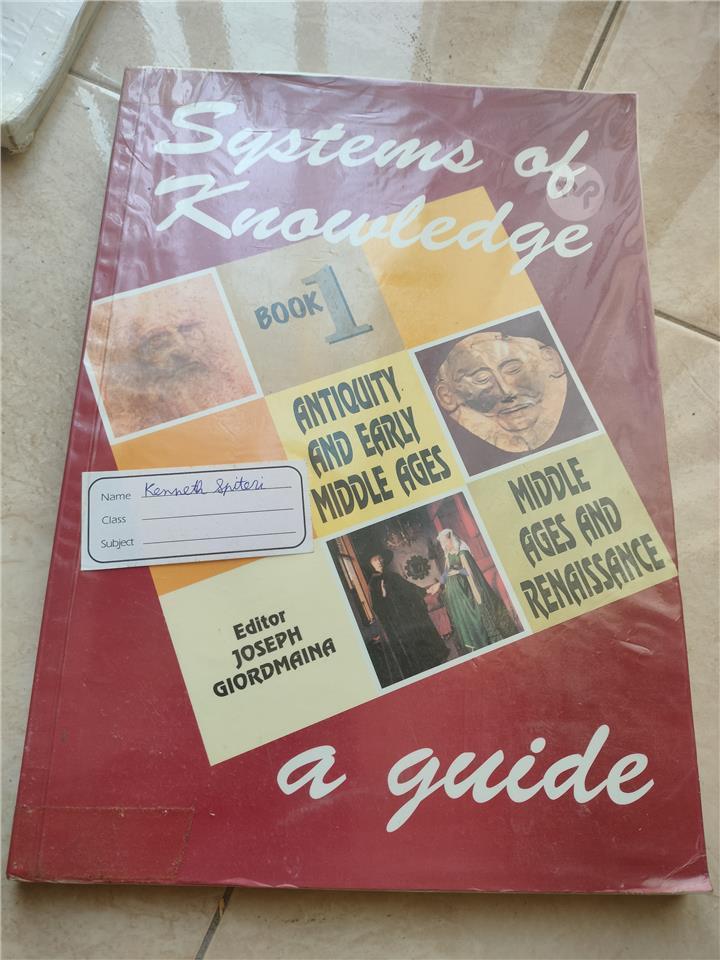 Systems of
Knowledge
BOOK 1
ANTIQUITY
AND EARLY
MIDDLE AGES
MIDDLE
AGES AND
RENAISSANCE
Name Kenneth Spiteri
Class
Subject
Editor
JOSEPH
GIORDMAINA
a guide